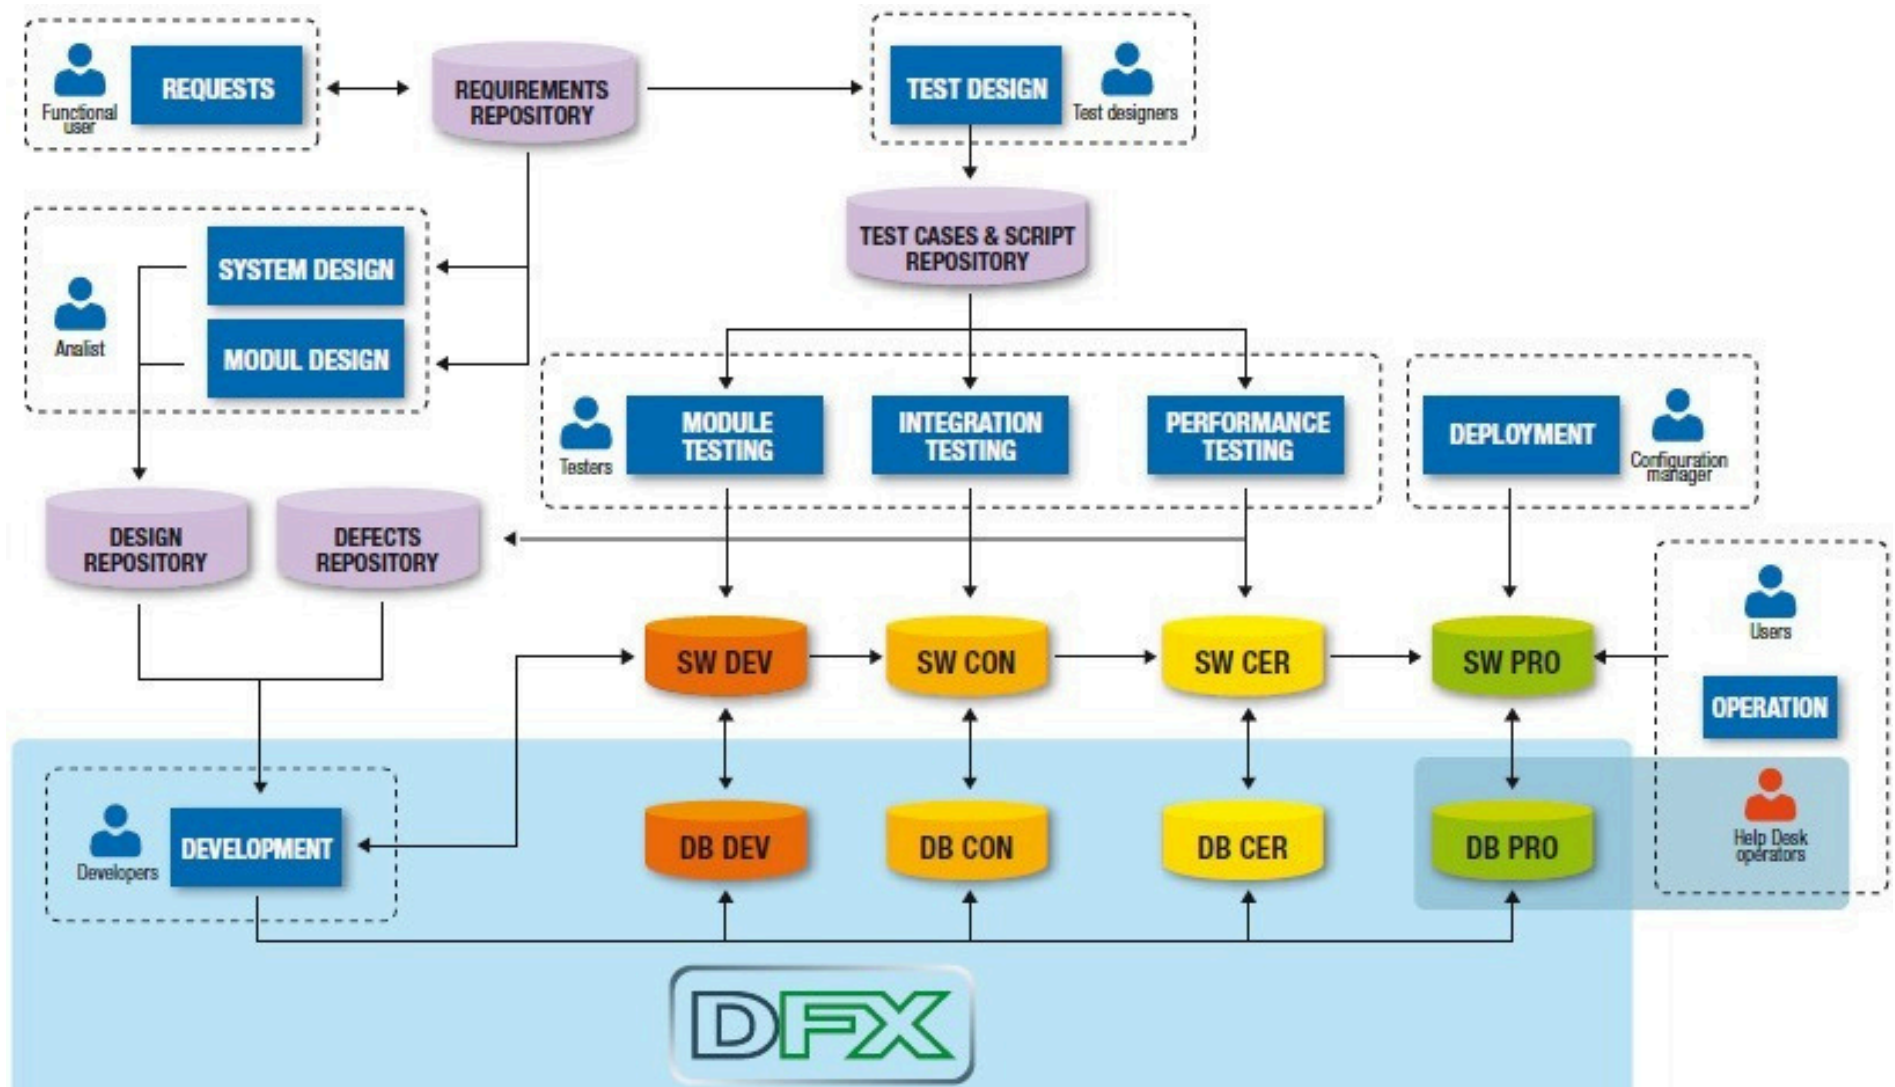 REQUESTS
Functional
user
REQUIREMENTS
REPOSITORY
TEST DESIGN
Test designers
TEST CASES & SCRIPT
REPOSITORY
SYSTEM DESIGN
MODUL DESIGN
Analist
Testers
MODULE
TESTING
INTEGRATION
TESTING
PERFORMANCE
TESTING
DEPLOYMENT
Configuration
manager
DESIGN
REPOSITORY
DEFECTS
REPOSITORY
SW DEV
SW CON
SW CER
SW PRO
Users
OPERATION
Help Desk
operators
Developers
DEVELOPMENT
DB DEV
DB CON
DB CER
DB PRO
DFX